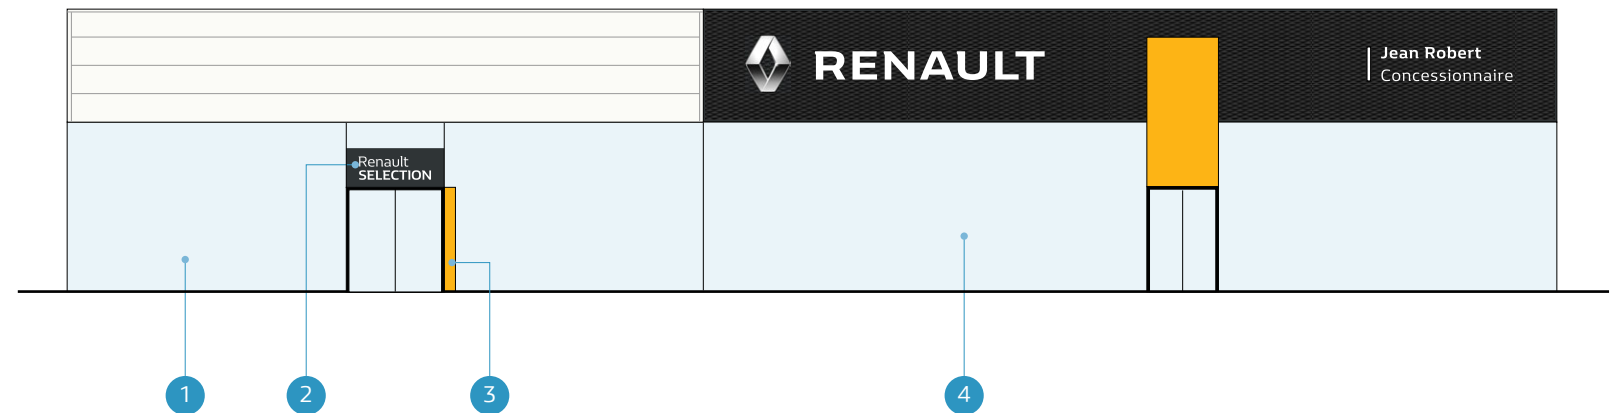 RENAULT
Jean Robert
Concessionnaire
Renault
SELECTION
1
2
3
4